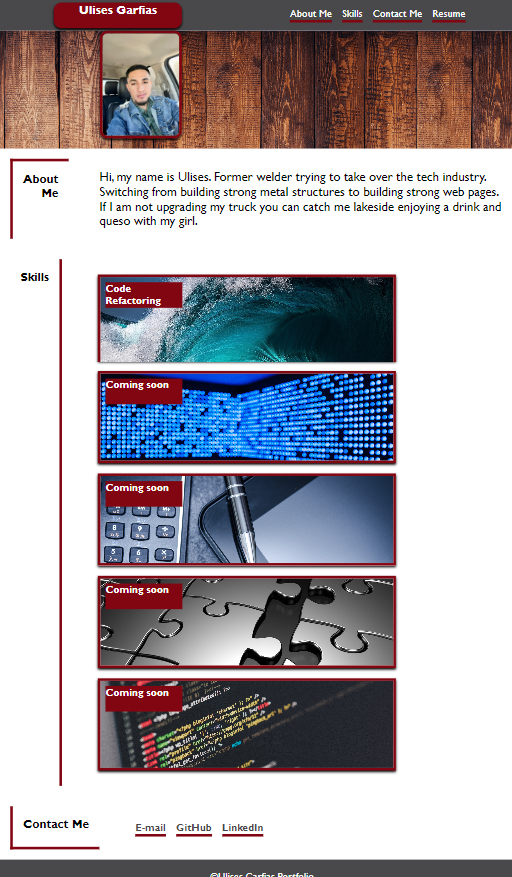 Ulises Garfias
About Me Skills Contact Me Resume
About
Me
Hi, my name is Ulises. Former welder trying to take over the tech industry.
Switching from building strong metal structures to building strong web pages.
If I am not upgrading my truck you can catch me lakeside enjoying a drink and
queso with my girl.
Skills
Code
Refactoring
Coming soon
Coming soon
Coming soon
Coming soon
Contact Me
E-mail GitHub LinkedIn
©Ulises Garfias Portfolio